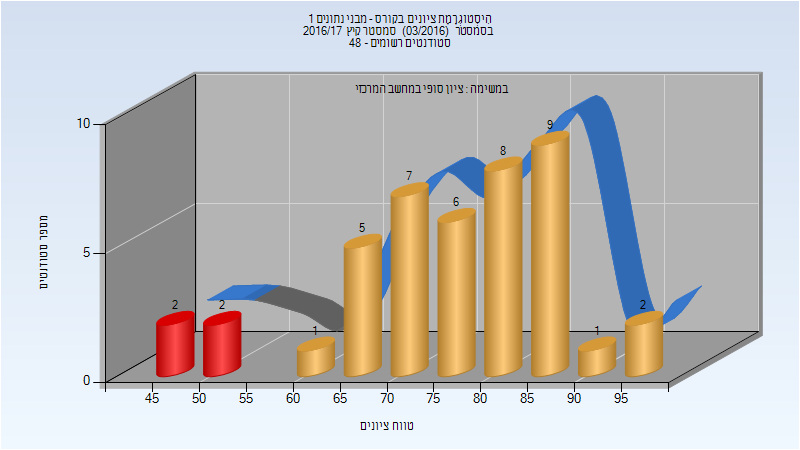 היסטוגרמת ציונים בקורס - מבני נתונים 1
בסמסטר (03/2016) סמסטר קיץ 2016/17
סטודנטים רשומים - 48
במשימה : ציון סופי במחשב המרכזי
10
5
0
מספר סטודנטים
2
2
1
5
7
6
8
9
1
2
45 50 55 60 65 70 75 80 85 90 95
טווח ציונים